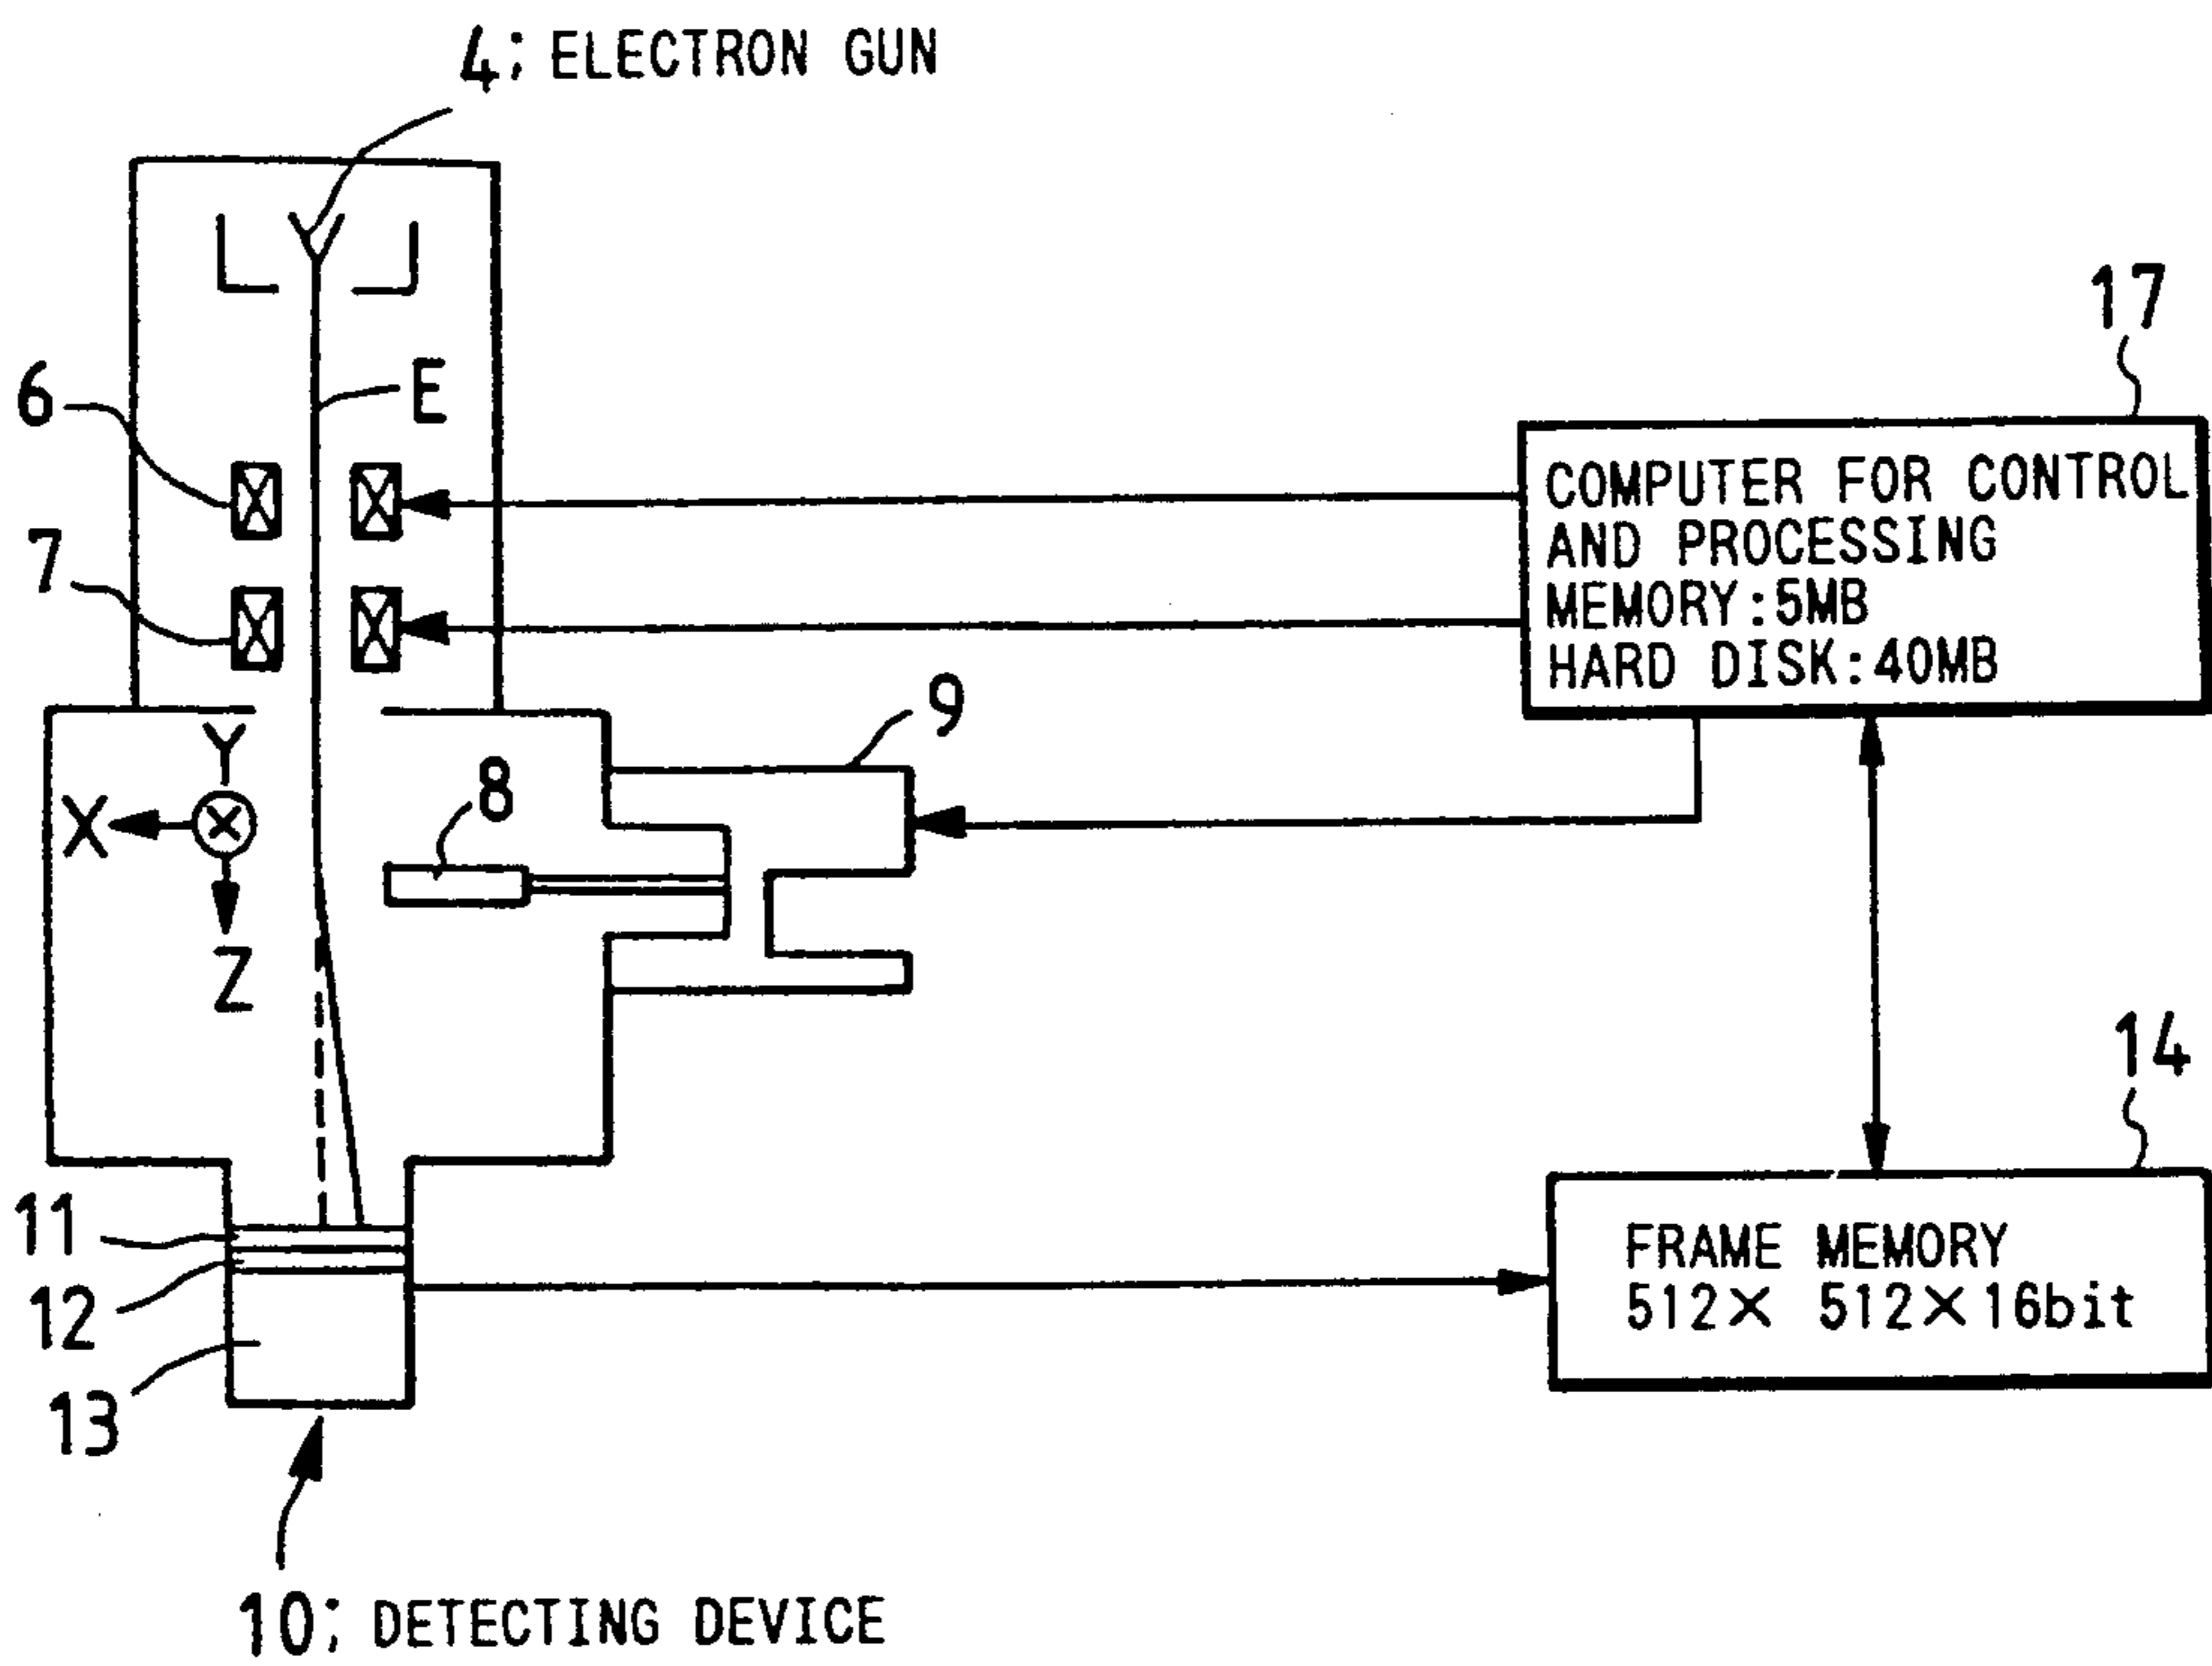 4; ELECTRON GUN
17
6
E
COMPUTER FOR CONTROL
AND PROCESSING
MEMORY:5MB
HARD DISK:40MB
7
9
Y
8
X
Z
14
11
FRAME MEMORY
512× 512×16bit
12
13
10; DETECTING DEVICE